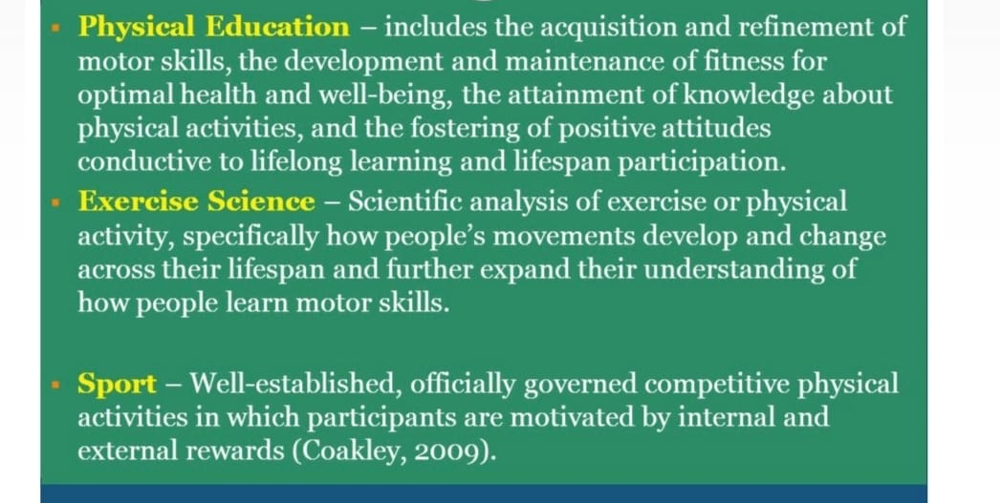 ▪ Physical Education – includes the acquisition and refinement of
motor skills, the development and maintenance of fitness for
optimal health and well-being, the attainment of knowledge about
physical activities, and the fostering of positive attitudes
conductive to lifelong learning and lifespan participation.
▪ Exercise Science – Scientific analysis of exercise or physical
activity, specifically how people’s movements develop and change
across their lifespan and further expand their understanding of
how people learn motor skills.
▪ Sport – Well-established, officially governed competitive physical
activities in which participants are motivated by internal and
external rewards (Coakley, 2009).